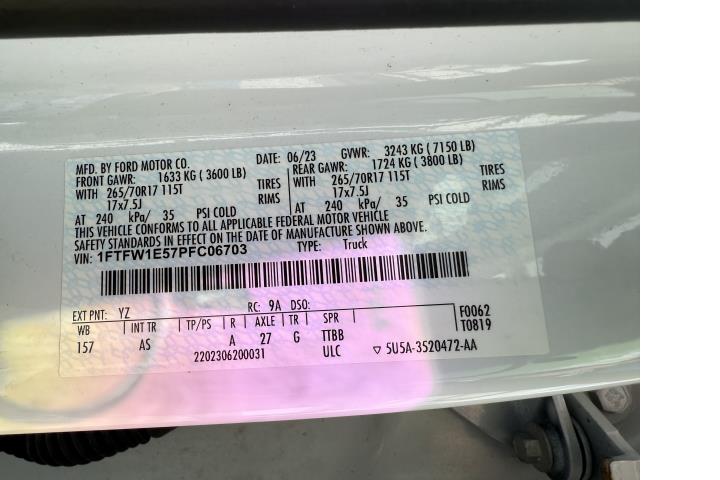 MFD. BY FORD MOTOR CO. DATE: 06/23 GVWR: 3243 KG ( 7150 LB)
FRONT GAWR: 1633 KG ( 3600 LB) REAR GAWR: 1724 KG ( 3800 LB)
WITH 265/70R17 115T TIRES WITH 265/70R17 115T TIRES
17x7.5J RIMS 17x7.5J RIMS
AT 240 kPa/ 35 PSI COLD AT 240 kPa/ 35 PSI COLD
THIS VEHICLE CONFORMS TO ALL APPLICABLE FEDERAL MOTOR VEHICLE
SAFETY STANDARDS IN EFFECT ON THE DATE OF MANUFACTURE SHOWN ABOVE.
VIN: 1FTFW1E57PFC06703 TYPE: Truck
EXT PNT: YZ RC: 9A DSO: F0062
WB INT TR TP/PS R AXLE TR SPR T0819
157 AS A 27 G TTBB
2202306200031 ULC ▽ 5U5A-3520472-AA